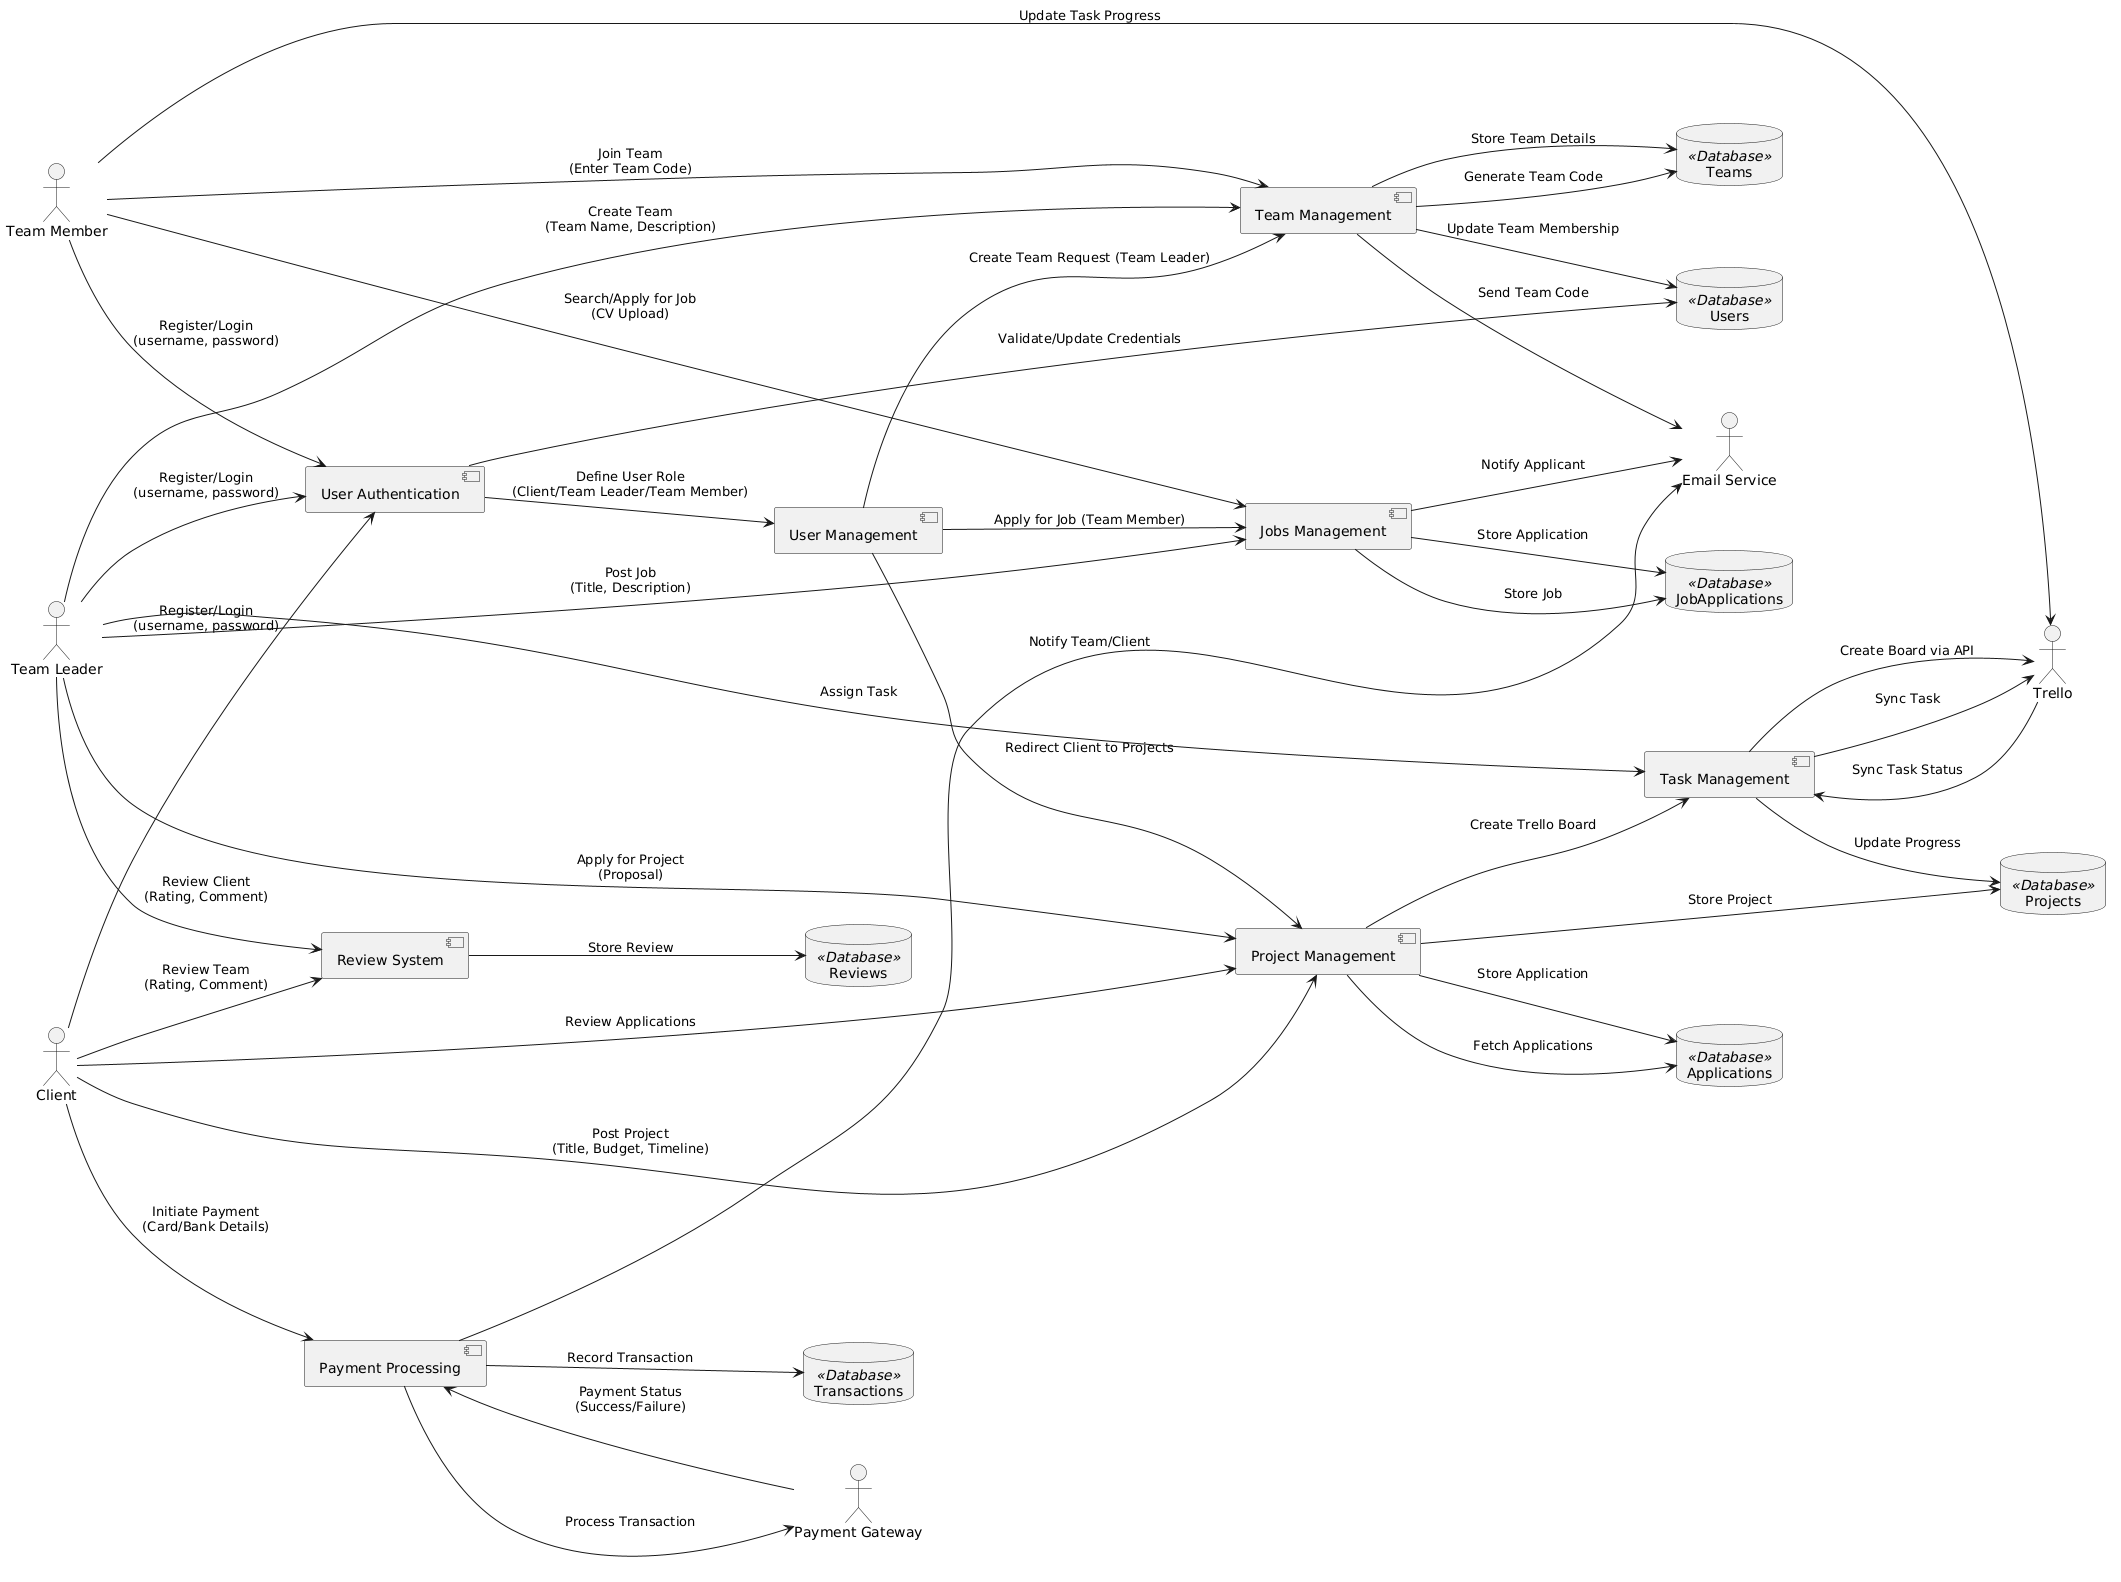 Update Task Progress
Store Team Details
«Database»
Teams
Join Team
(Enter Team Code)
Generate Team Code
Team Member
Create Team
(Team Name, Description)
Team Management
Update Team Membership
Create Team Request (Team Leader)
Send Team Code
«Database»
Users
Search/Apply for Job
(CV Upload)
Register/Login
(username, password)
Validate/Update Credentials
Register/Login
(username, password)
User Authentication
Define User Role
(Client/Team Leader/Team Member)
Notify Applicant
Email Service
User Management
Apply for Job (Team Member)
Jobs Management
Store Application
«Database»
JobApplications
Post Job
(Title, Description)
Store Job
Register/Login
(username, password)
Team Leader
Notify Team/Client
Create Board via API
Trello
Assign Task
Sync Task
Redirect Client to Projects
Task Management
Sync Task Status
Create Trello Board
Update Progress
Apply for Project
(Proposal)
Review Client
(Rating, Comment)
«Database»
Projects
Store Project
Review System
Store Review
«Database»
Reviews
Project Management
Review Team
(Rating, Comment)
Store Application
Review Applications
Fetch Applications
«Database»
Applications
Client
Post Project
(Title, Budget, Timeline)
Initiate Payment
(Card/Bank Details)
Payment Processing
Record Transaction
«Database»
Transactions
Payment Status
(Success/Failure)
Process Transaction
Payment Gateway